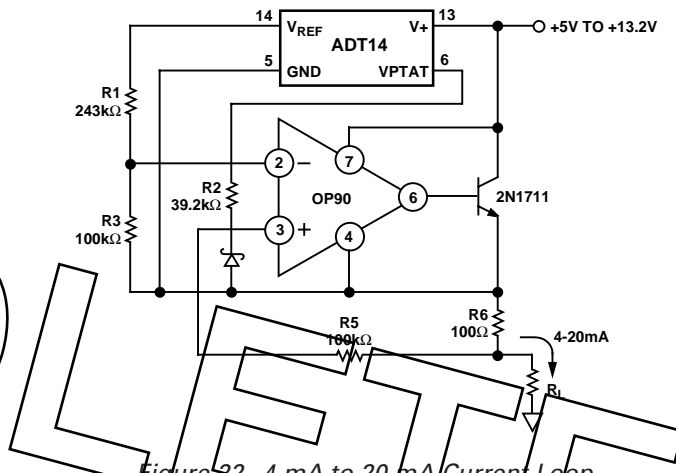 14
VREF
V+
13
+5V TO +13.2V
ADT14
5
GND
VPTAT
6
R1
243kΩ
2
−
7
R2
39.2kΩ
OP90
6
2N1711
R3
100kΩ
3
+
4
R6
100Ω
R5
100kΩ
4-20mA
RL
Figure 22. 4 mA to 20 mA Current Loop
LET